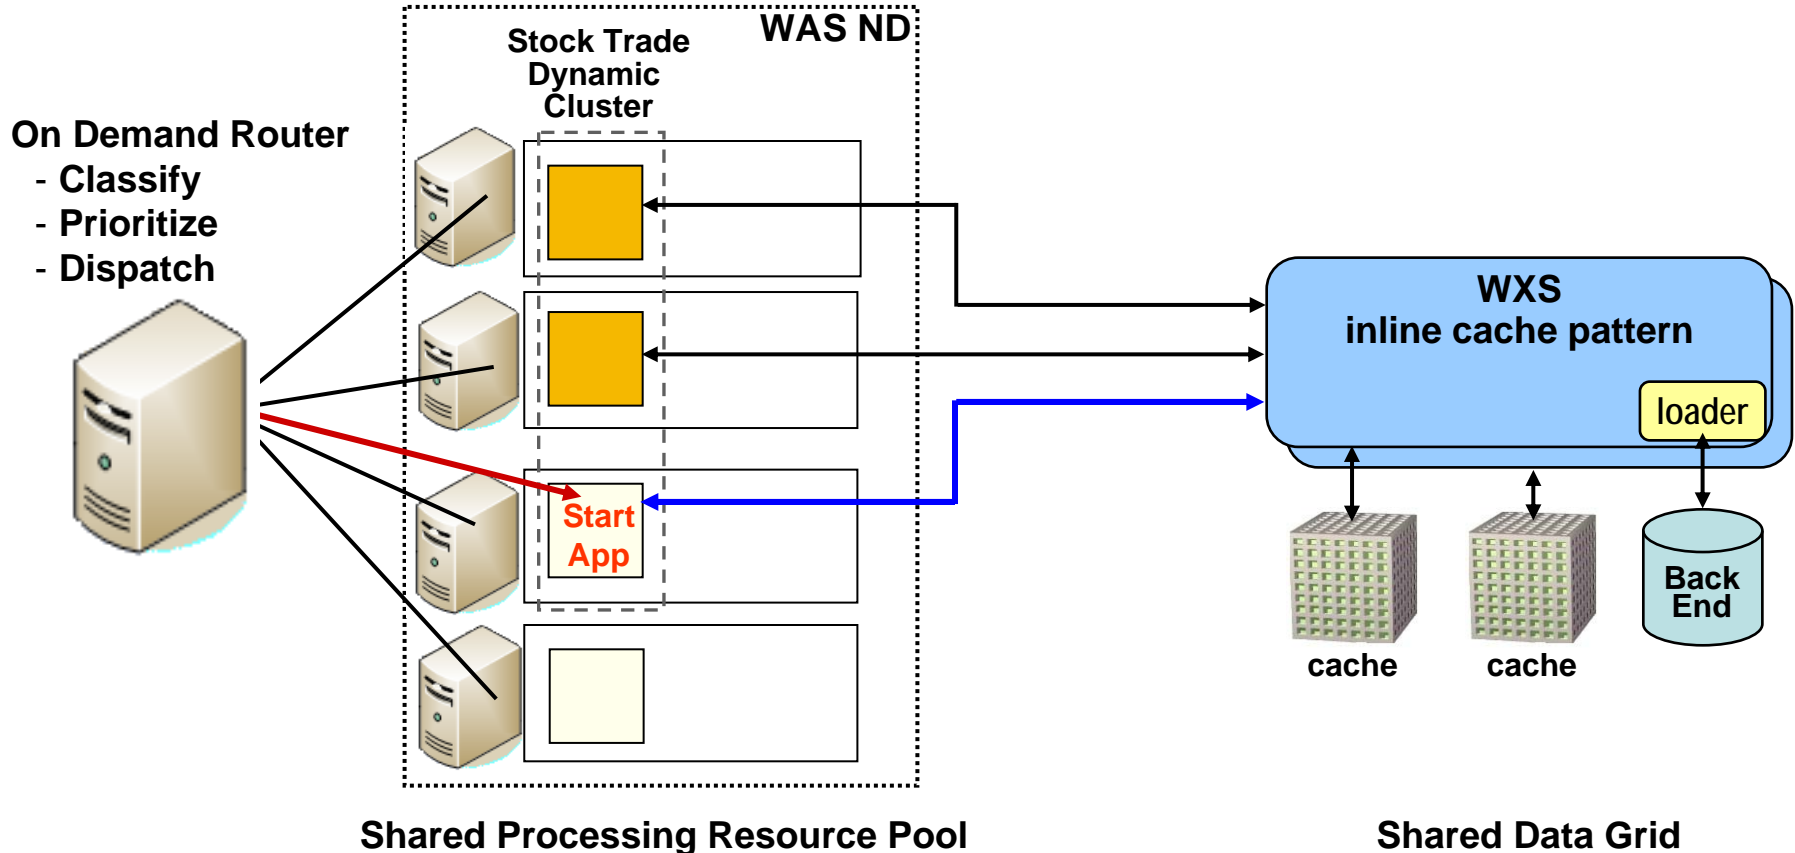 WAS ND
Stock Trade
Dynamic
Cluster
On Demand Router
- Classify
- Prioritize
- Dispatch
Start
App
WXS
inline cache pattern
loader
Back
End
cache
cache
Shared Processing Resource Pool
Shared Data Grid